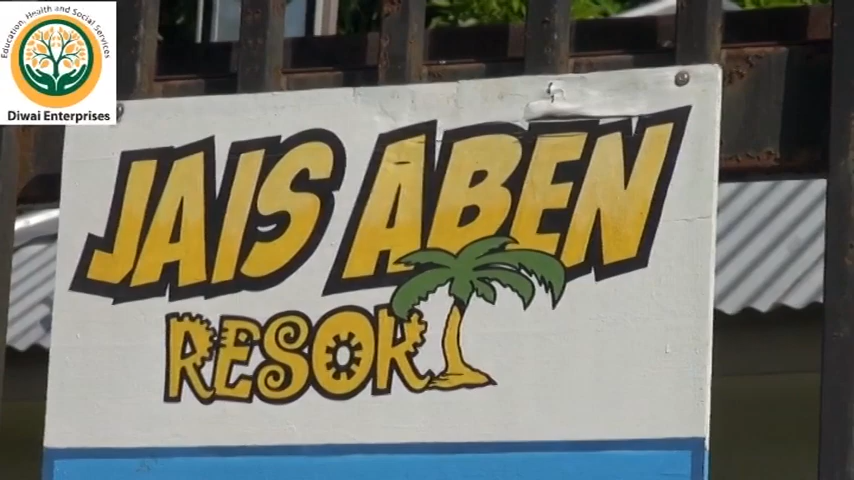 Education, Health and Social Services
Diwai Enterprises
JAIS ABEN
RESORT